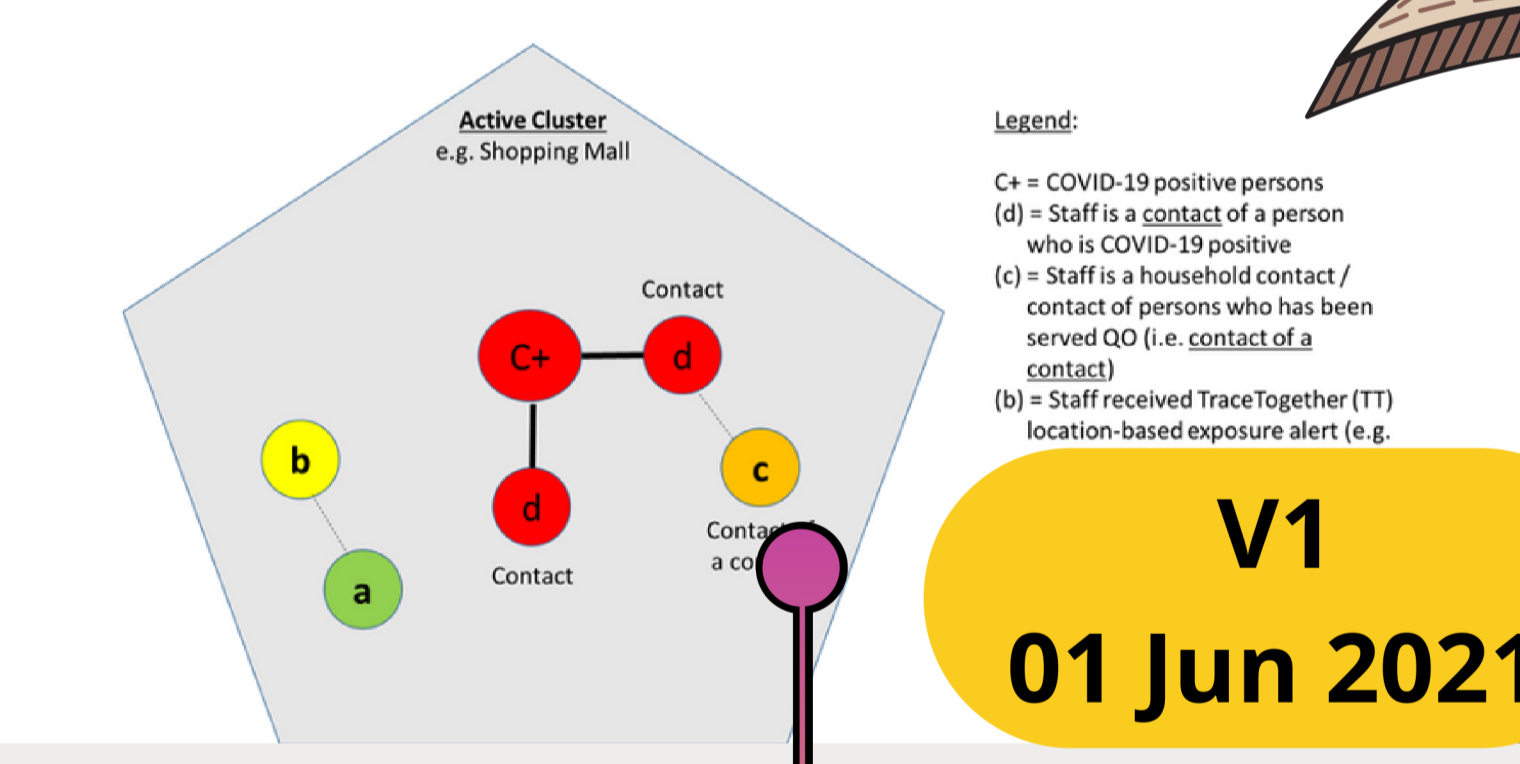 Active Cluster
e.g. Shopping Mall
Contact
C+
d
b
c
d
a
Contact
a
Contact
Legend:
C+ = COVID-19 positive persons
(d) = Staff is a contact of a person
who is COVID-19 positive
(c) = Staff is a household contact /
contact of persons who has been
served QO (i.e. contact of a
contact)
(b) = Staff received TraceTogether (TT)
location-based exposure alert (e.g.
V1
01 Jun 2021